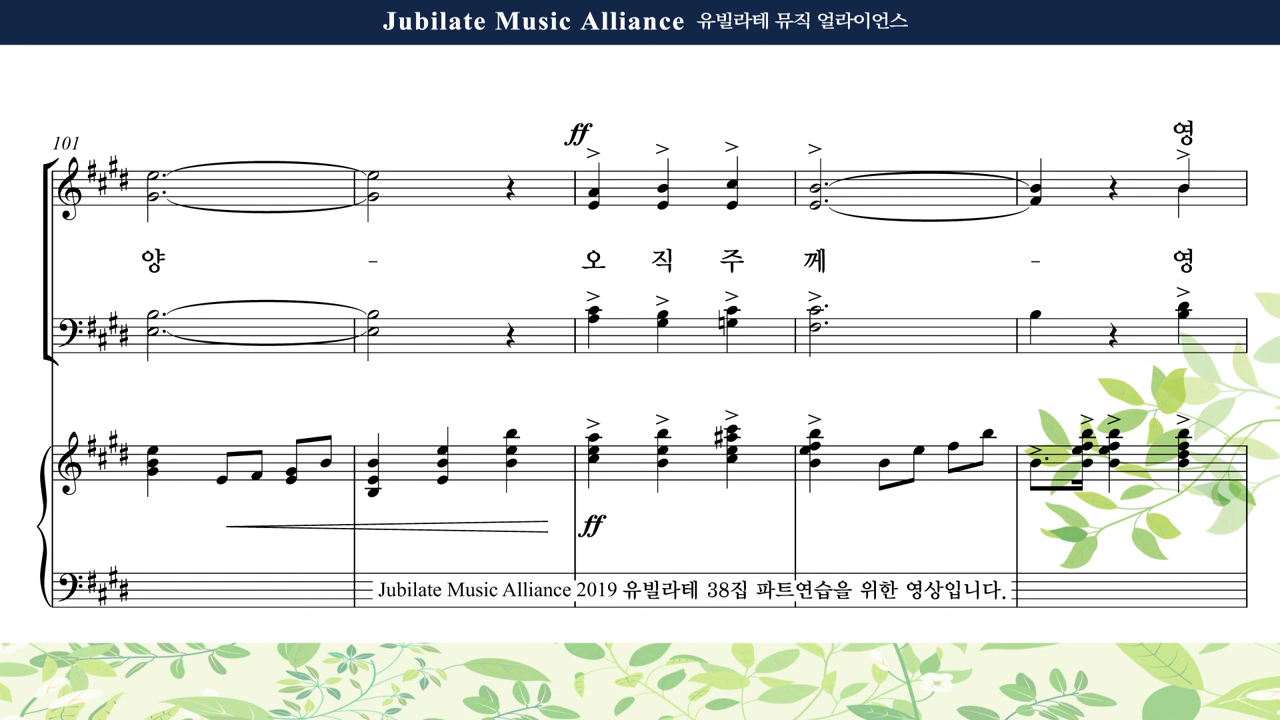 Jubilate Music Alliance 유빌라테 뮤직 얼라이언스
101
ff
영
양 - 오 직 주 께 - 영
ff
Jubilate Music Alliance 2019 유빌라테 38집 파트연습을 위한 영상입니다.